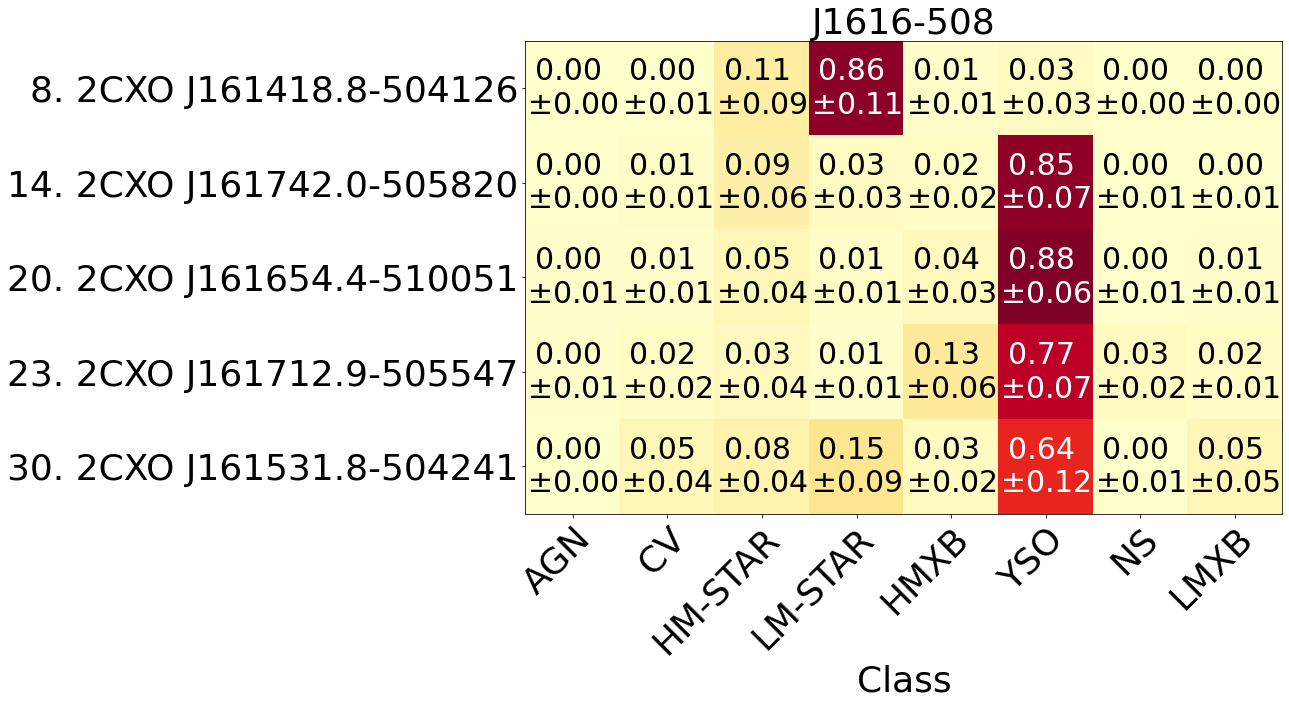 J1616-508
8. 2CXO J161418.8-504126 0.00 0.00 0.11 0.86 0.01 0.03 0.00 0.00
±0.00 ±0.01 ±0.09 ±0.11 ±0.01 ±0.03 ±0.00 ±0.00
14. 2CXO J161742.0-505820 0.00 0.01 0.09 0.03 0.02 0.85 0.00 0.00
±0.00 ±0.01 ±0.06 ±0.03 ±0.02 ±0.07 ±0.01 ±0.01
20. 2CXO J161654.4-510051 0.00 0.01 0.05 0.01 0.04 0.88 0.00 0.01
±0.01 ±0.01 ±0.04 ±0.01 ±0.03 ±0.06 ±0.01 ±0.01
23. 2CXO J161712.9-505547 0.00 0.02 0.03 0.01 0.13 0.77 0.03 0.02
±0.01 ±0.02 ±0.04 ±0.01 ±0.06 ±0.07 ±0.02 ±0.01
30. 2CXO J161531.8-504241 0.00 0.05 0.08 0.15 0.03 0.64 0.00 0.05
±0.00 ±0.04 ±0.04 ±0.09 ±0.02 ±0.12 ±0.01 ±0.05
AGN CV HM-STAR LM-STAR HMXB YSO NS LMXB
Class